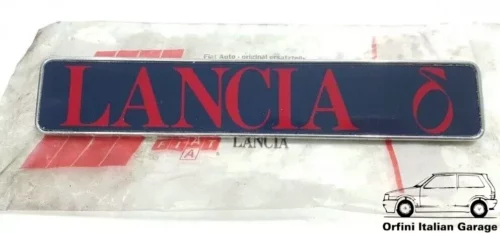 Fiat Auto - original ersatzteile
LANCIA δ
FIAT LANCIA
Orfini Italian Garage